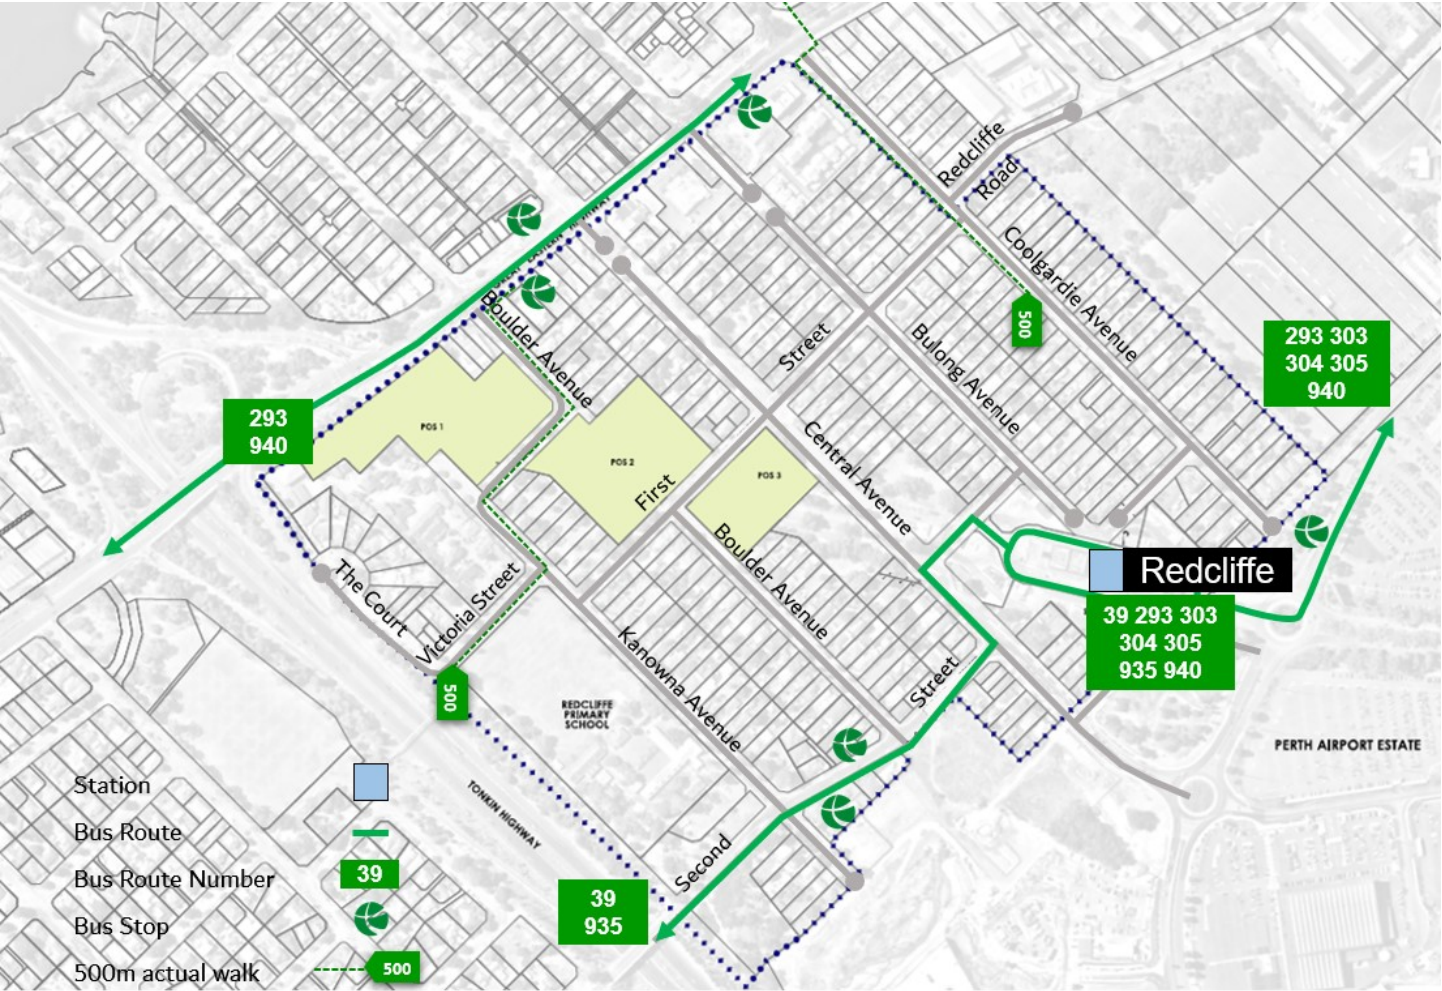 Redcliffe
Road
Coolgardie Avenue
500
293 303
304 305
940
Boulder Avenue
Street
Bulong Avenue
293
940
POS 1
POS 2
POS 3
First
Central Avenue
Boulder Avenue
Redcliffe
39 293 303
304 305
935 940
The Court
Victoria Street
Kanowna Avenue
Street
500
REDCLIFFE
PRIMARY
SCHOOL
PERTH AIRPORT ESTATE
TONKIN HIGHWAY
Second
39
935
Station
Bus Route
Bus Route Number
39
Bus Stop
500m actual walk
500